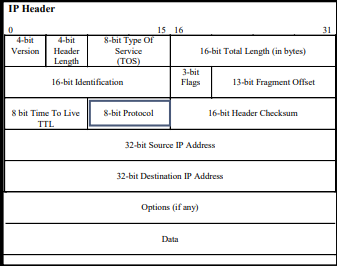 IP Header
0 15 16 31
4-bit Version
4-bit Header Length
8-bit Type Of Service (TOS)
16-bit Total Length (in bytes)
16-bit Identification
3-bit Flags
13-bit Fragment Offset
8 bit Time To Live TTL
8-bit Protocol
16-bit Header Checksum
32-bit Source IP Address
32-bit Destination IP Address
Options (if any)
Data